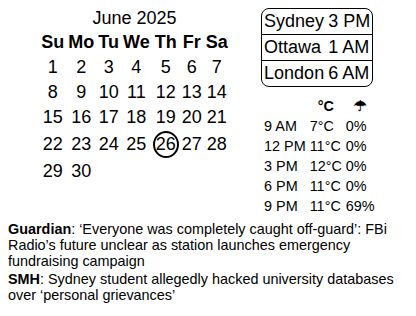 June 2025
Su Mo Tu We Th Fr Sa
1 2 3 4 5 6 7
8 9 10 11 12 13 14
15 16 17 18 19 20 21
22 23 24 25 26 27 28
29 30
Sydney 3 PM
Ottawa 1 AM
London 6 AM
°C ☂
9 AM 7°C 0%
12 PM 11°C 0%
3 PM 12°C 0%
6 PM 11°C 0%
9 PM 11°C 69%
Guardian: ‘Everyone was completely caught off-guard’: FBi
Radio’s future unclear as station launches emergency
fundraising campaign
SMH: Sydney student allegedly hacked university databases
over ‘personal grievances’